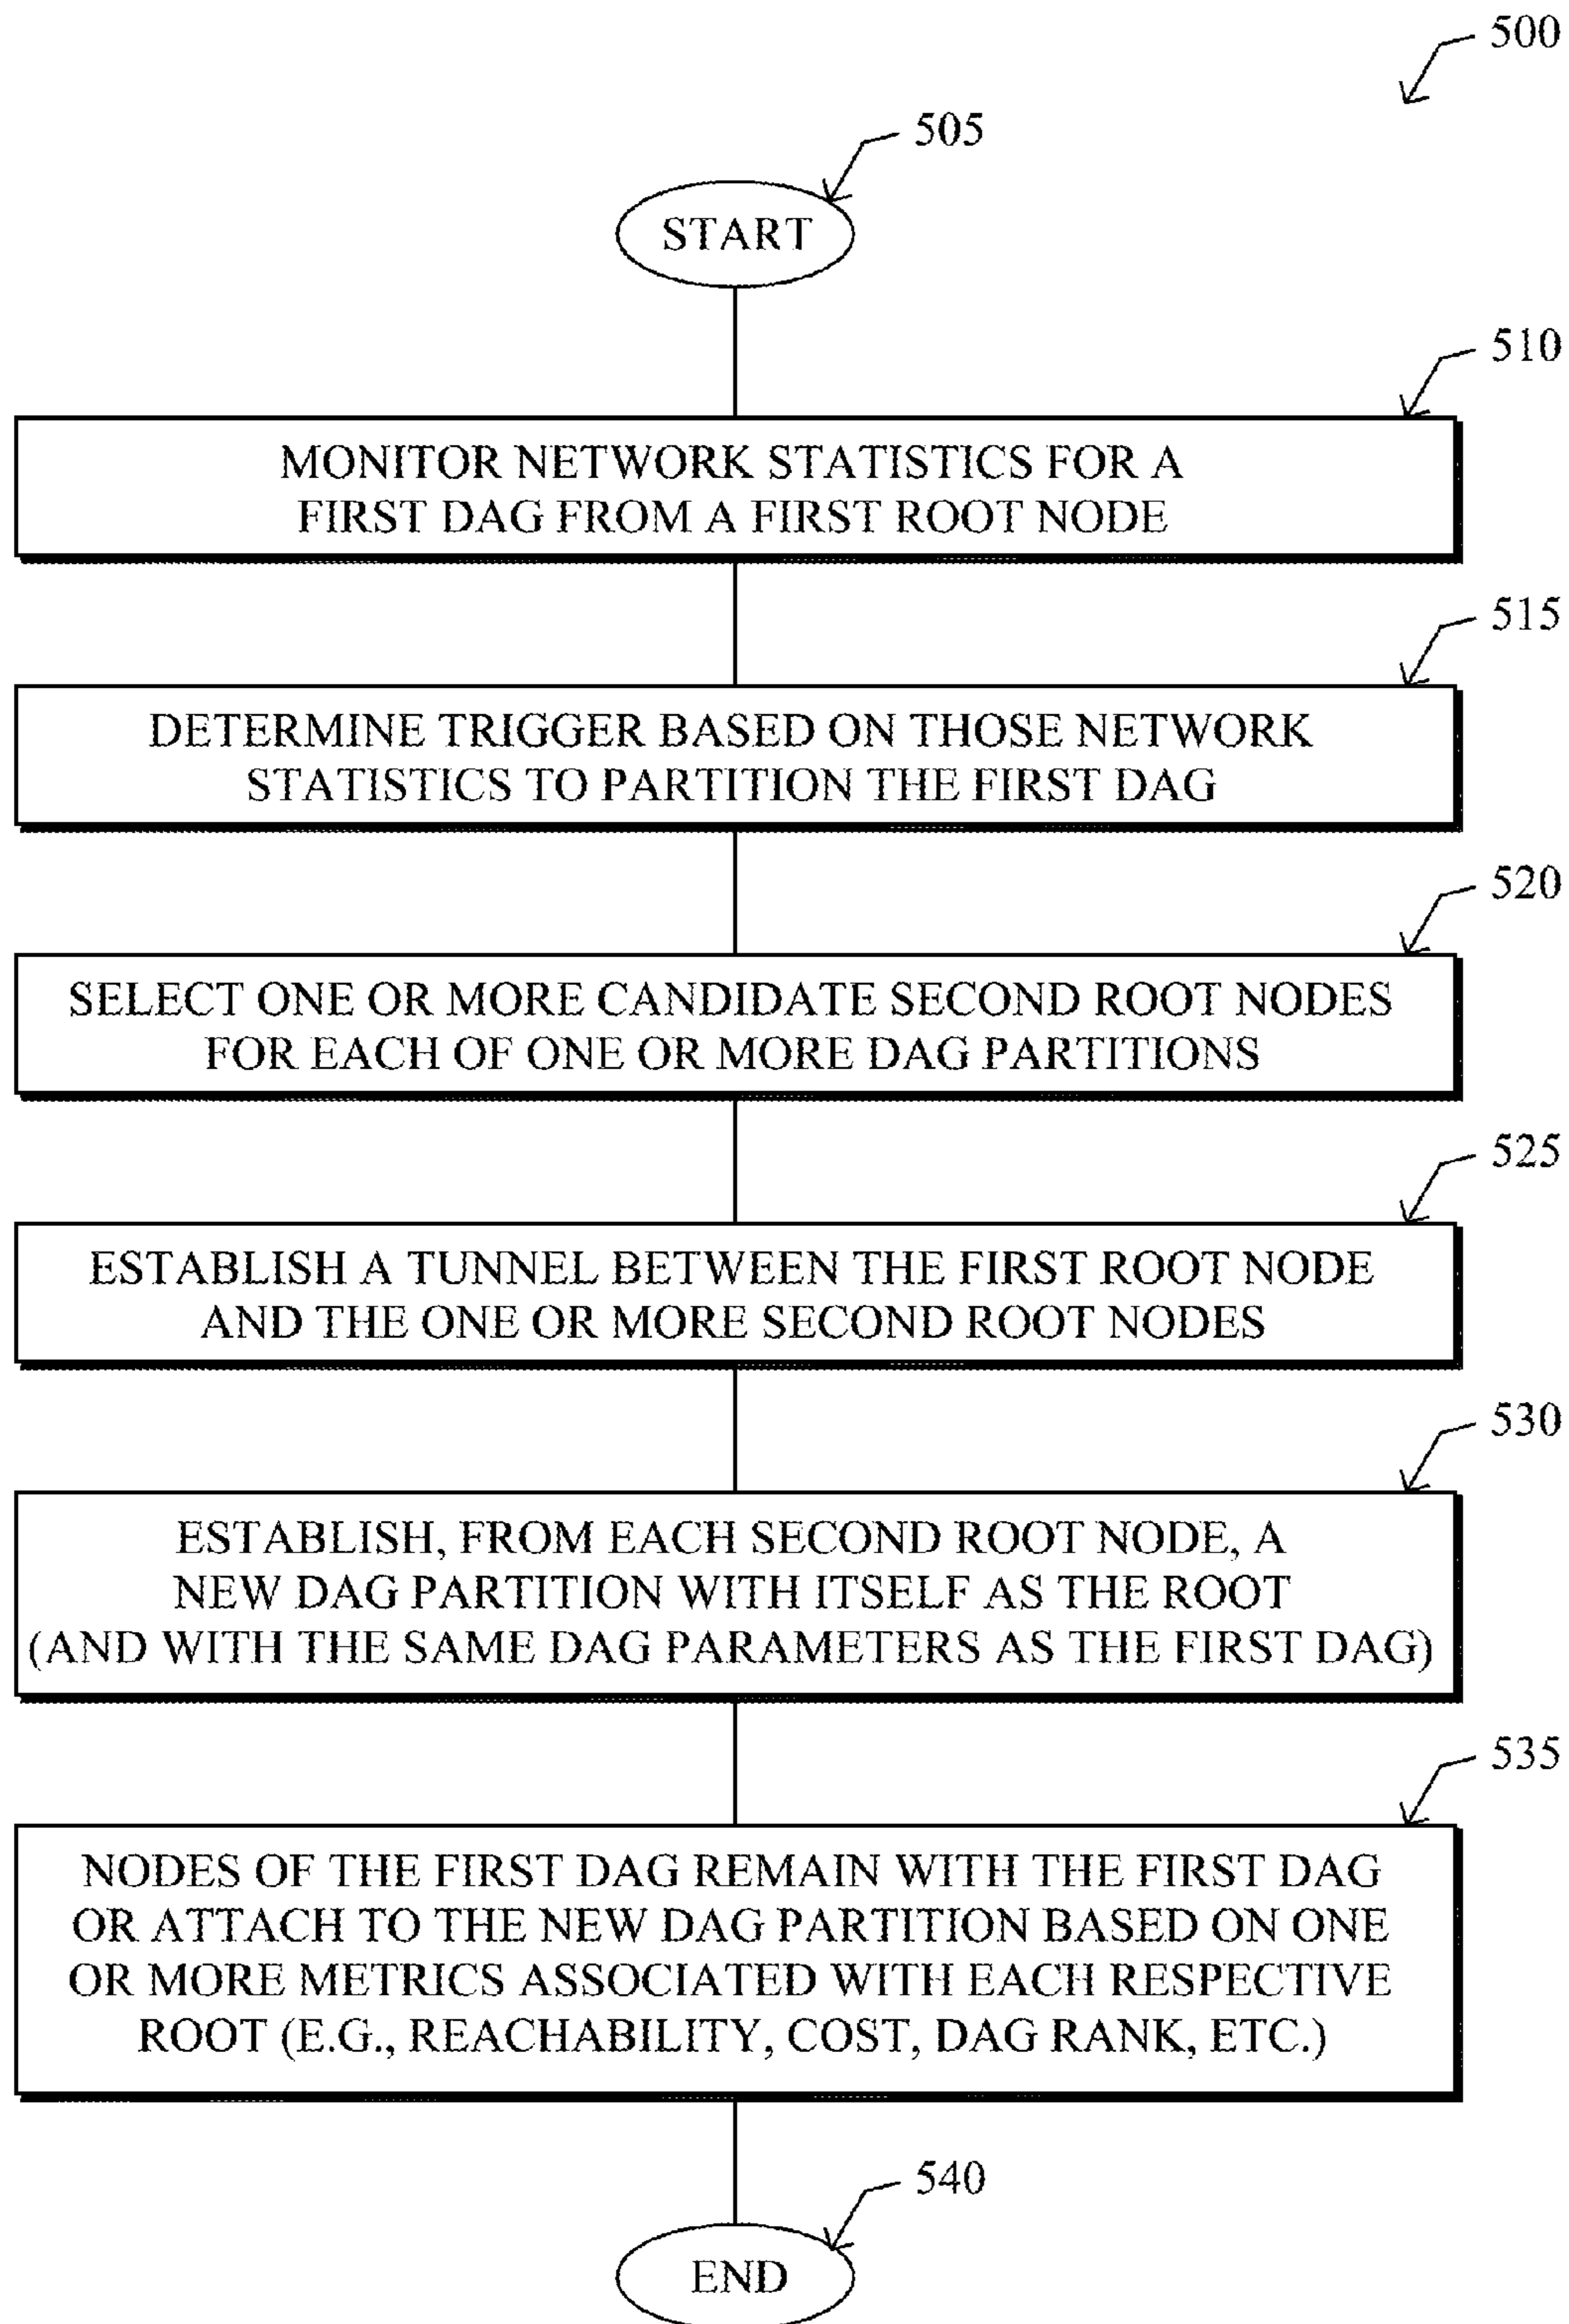 500
505
START
510
MONITOR NETWORK STATISTICS FOR A
FIRST DAG FROM A FIRST ROOT NODE
515
DETERMINE TRIGGER BASED ON THOSE NETWORK
STATISTICS TO PARTITION THE FIRST DAG
520
SELECT ONE OR MORE CANDIDATE SECOND ROOT NODES
FOR EACH OF ONE OR MORE DAG PARTITIONS
525
ESTABLISH A TUNNEL BETWEEN THE FIRST ROOT NODE
AND THE ONE OR MORE SECOND ROOT NODES
530
ESTABLISH, FROM EACH SECOND ROOT NODE, A
NEW DAG PARTITION WITH ITSELF AS THE ROOT
(AND WITH THE SAME DAG PARAMETERS AS THE FIRST DAG)
535
NODES OF THE FIRST DAG REMAIN WITH THE FIRST DAG
OR ATTACH TO THE NEW DAG PARTITION BASED ON ONE
OR MORE METRICS ASSOCIATED WITH EACH RESPECTIVE
ROOT (E.G., REACHABILITY, COST, DAG RANK, ETC.)
540
END